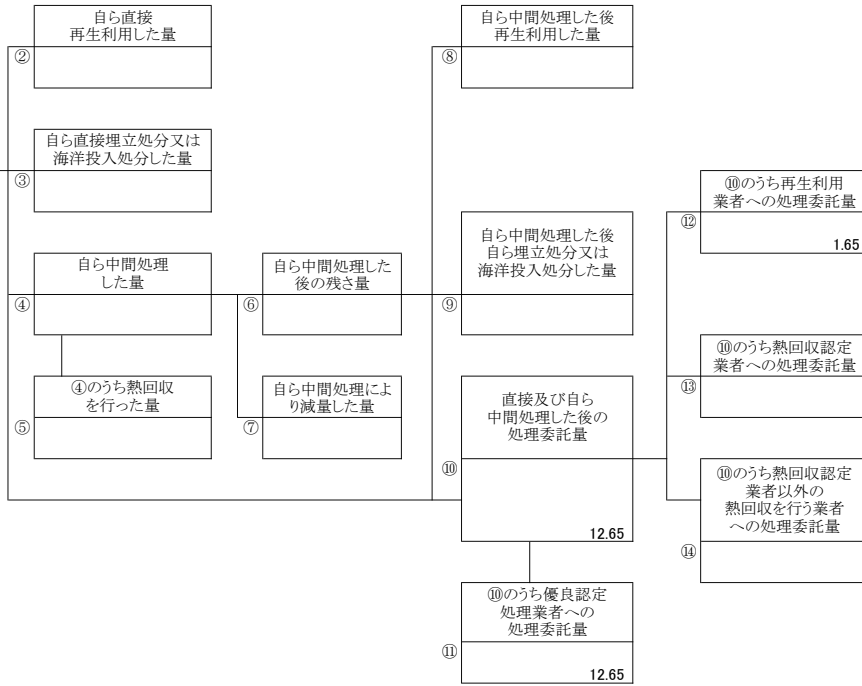 自ら直接
再生利用した量
②
自ら直接埋立処分又は
海洋投入処分した量
③
自ら中間処理
した量
④
④のうち熱回収
を行った量
⑤
自ら中間処理した
後の残さ量
⑥
自ら中間処理によ
り減量した量
⑦
自ら中間処理した後
再生利用した量
⑧
自ら中間処理した後
自ら埋立処分又は
海洋投入処分した量
⑨
直接及び自ら
中間処理した後の
処理委託量
⑩
12.65
⑩のうち優良認定
処理業者への
処理委託量
⑪
12.65
⑩のうち再生利用
業者への処理委託量
⑫
1.65
⑩のうち熱回収認定
業者への処理委託量
⑬
⑩のうち熱回収認定
業者以外の
熱回収を行う業者
への処理委託量
⑭